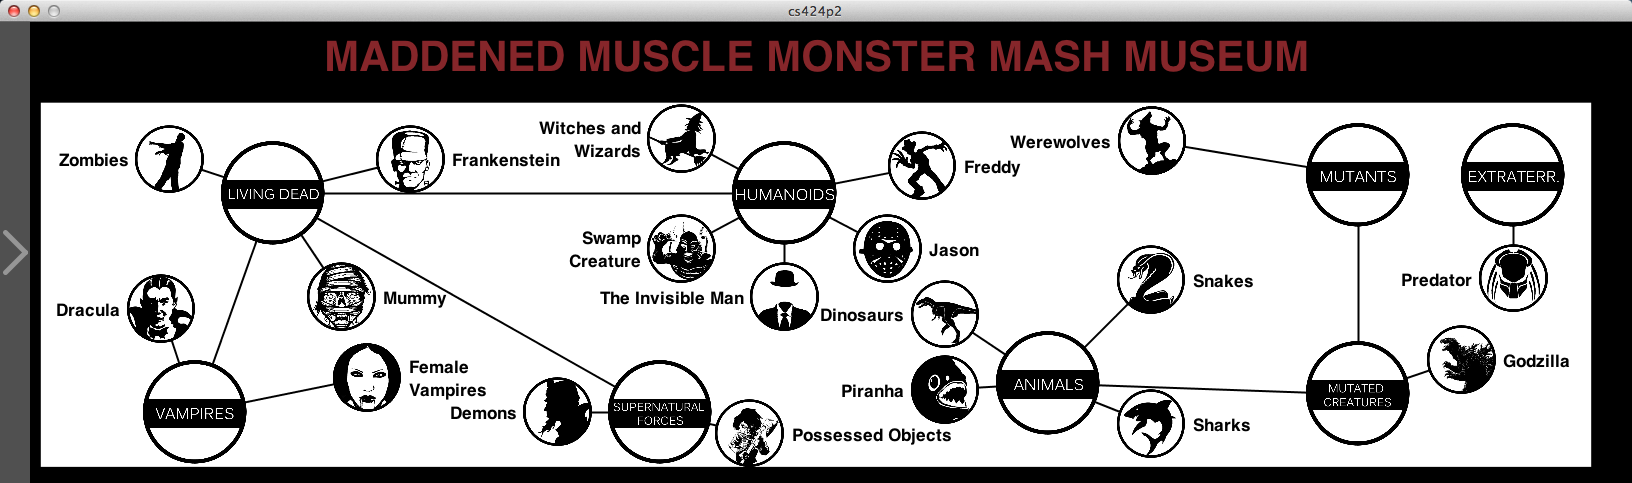 cs424p2
MADDENED MUSCLE MONSTER MASH MUSEUM
Zombies
LIVING DEAD
Frankenstein
Witches and
Wizards
HUMANOIDS
Freddy
Werewolves
MUTANTS
EXTRATERR.
Swamp
Creature
Jason
The Invisible Man
Dracula
Mummy
Dinosaurs
Snakes
Predator
Female
Vampires
VAMPIRES
Demons
SUPERNATURAL
FORCES
Possessed Objects
Piranha
ANIMALS
Sharks
MUTATED
CREATURES
Godzilla